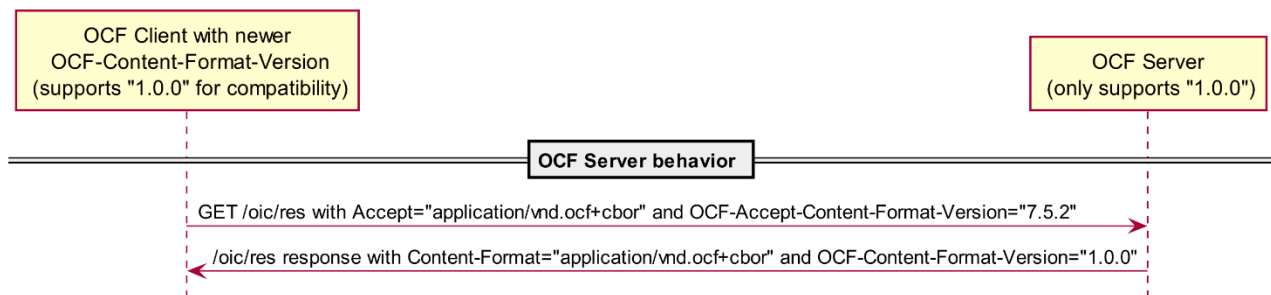 OCF Client with newer
OCF-Content-Format-Version
(supports "1.0.0" for compatibility)
OCF Server
(only supports "1.0.0")
OCF Server behavior
GET /oic/res with Accept="application/vnd.ocf+cbor" and OCF-Accept-Content-Format-Version="7.5.2"
/oic/res response with Content-Format="application/vnd.ocf+cbor" and OCF-Content-Format-Version="1.0.0"